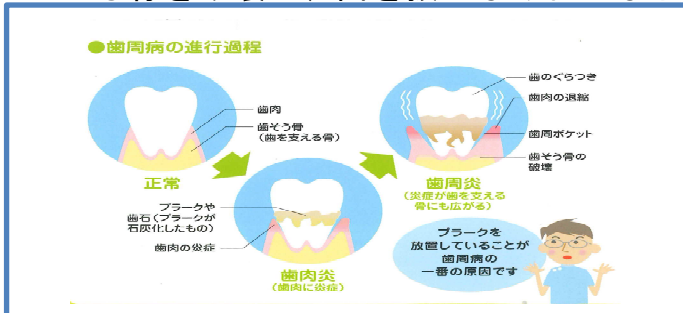 ●歯周病の進行過程
歯肉
歯そう骨
(歯を支える骨)
正常
プラークや
歯石(プラークが
石灰化したもの)
歯肉の炎症
歯肉炎
(歯肉に炎症)
歯のぐらつき
歯肉の退縮
歯周ポケット
歯そう骨の
破壊
歯周炎
(炎症が歯を支える
骨にも広がる)
プラークを
放置していることが
歯周病の
一番の原因です